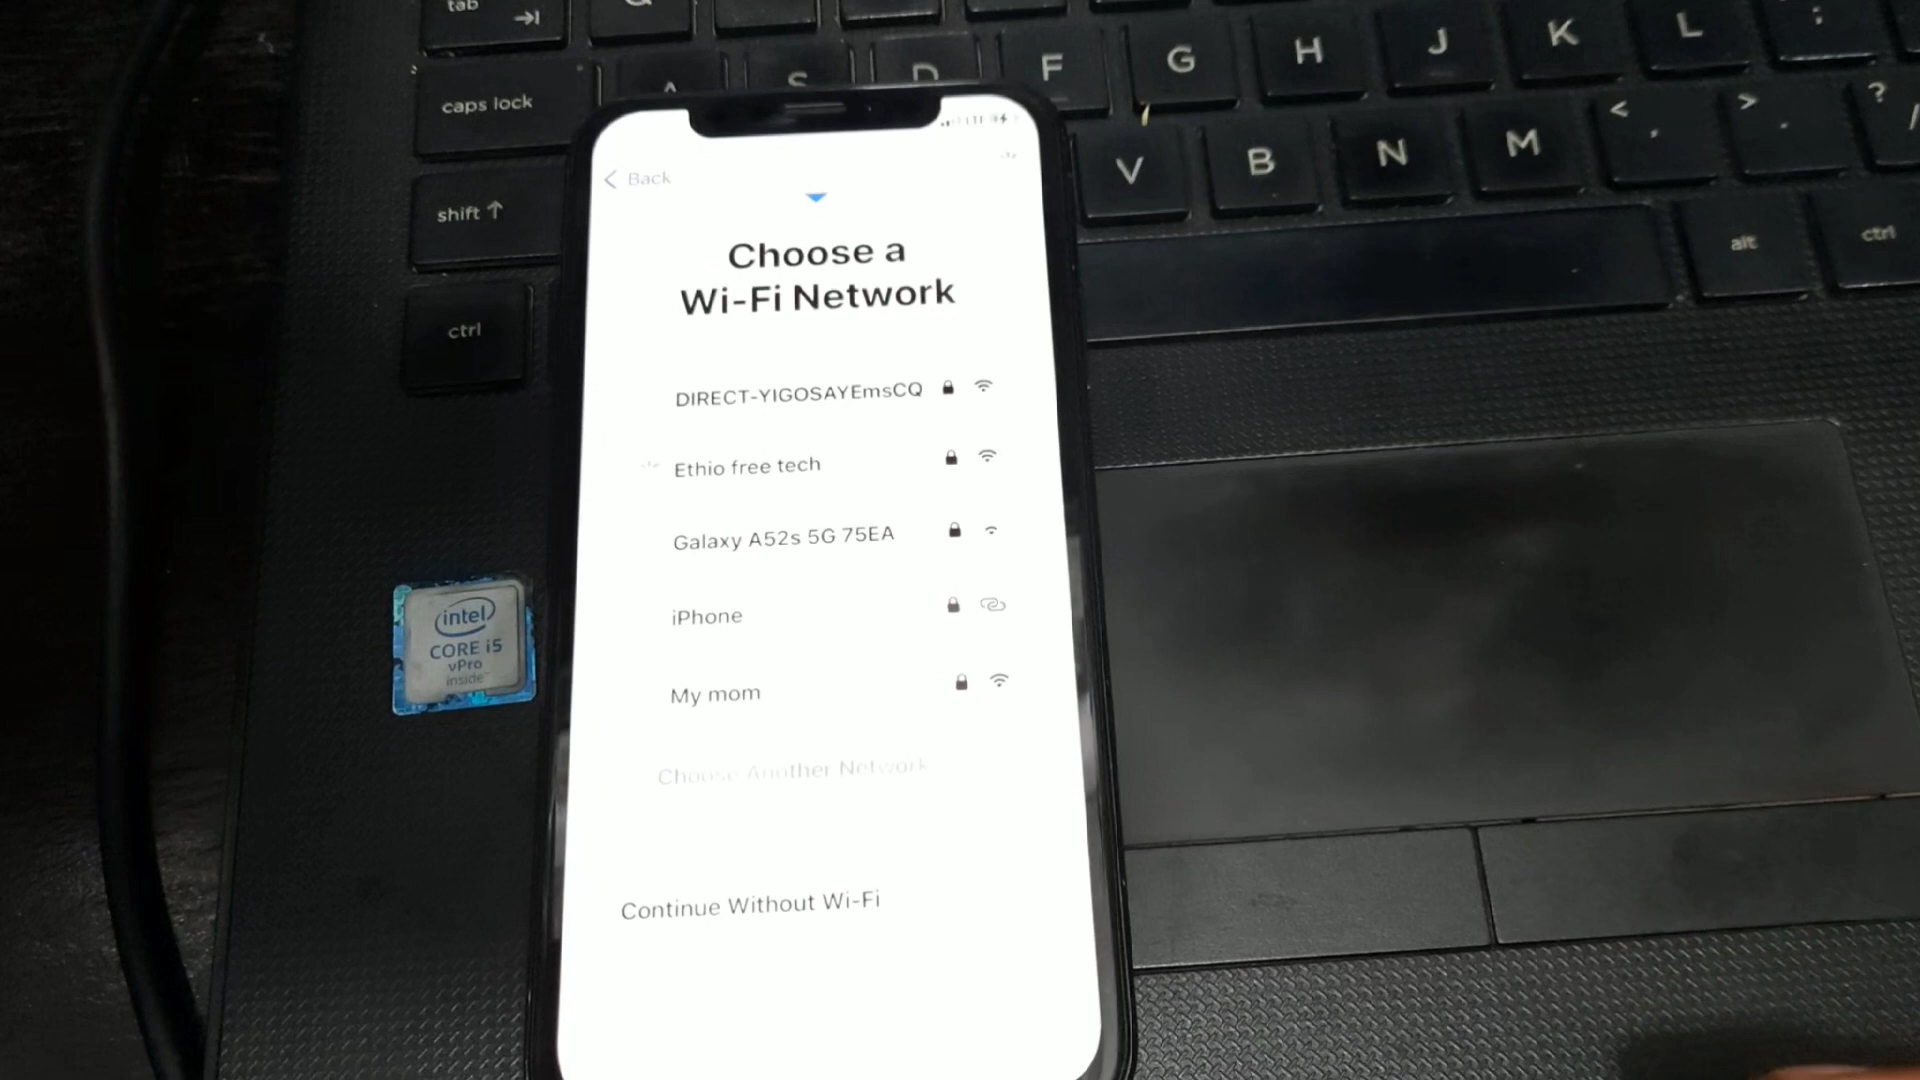 tab
caps lock
A
S
D
F
G
H
J
K
L
;
shift
V
B
N
M
<
,
>
.
?
/
alt
ctrl
ctrl
LTE
Back
Choose a
Wi-Fi Network
DIRECT-YIGOSAYEmsCQ
Ethio free tech
Galaxy A52s 5G 75EA
iPhone
My mom
Choose Another Network
Continue Without Wi-Fi
intel
CORE i5
vPro
inside